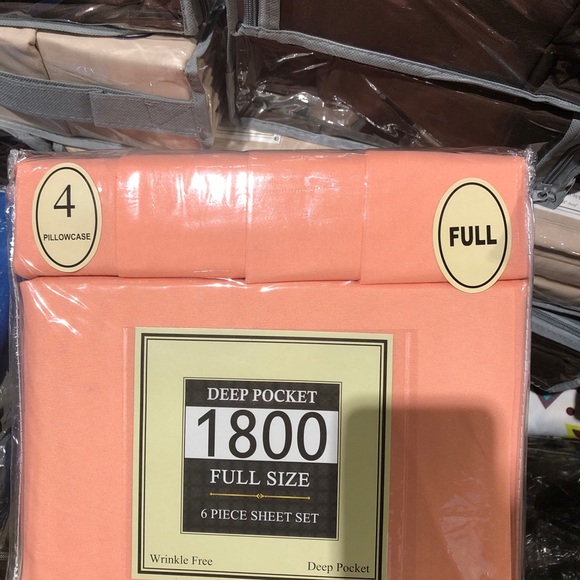 4
PILLOWCASE
FULL
DEEP POCKET
1800
FULL SIZE
6 PIECE SHEET SET
Wrinkle Free
Deep Pocket